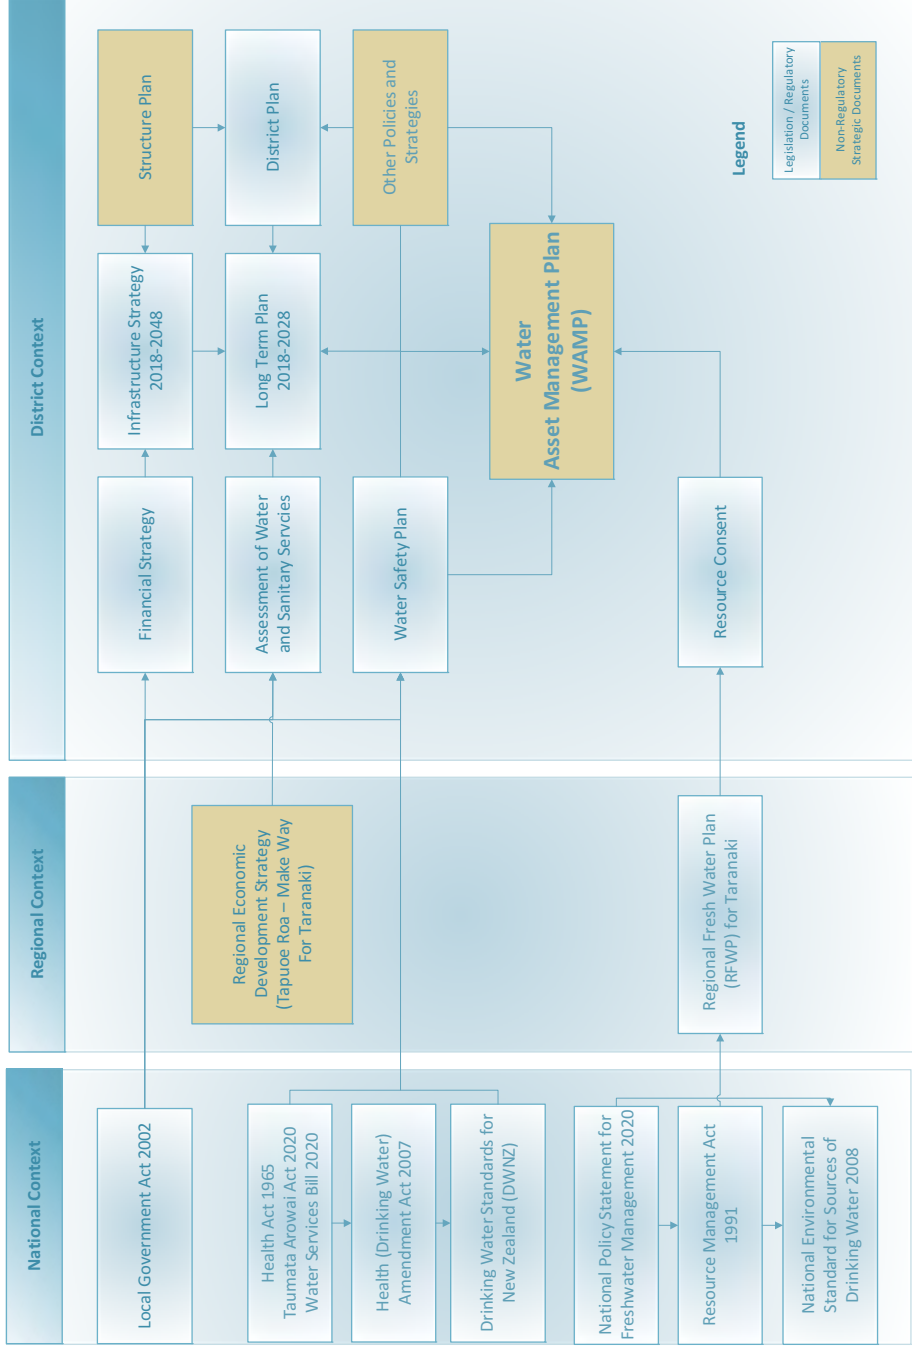 National Context
Local Government Act 2002
Health Act 1965
Taumata Arowai Act 2020
Water Services Bill 2020
Health (Drinking Water)
Amendment Act 2007
Drinking Water Standards for
New Zealand (DWNZ)
National Policy Statement for
Freshwater Management 2020
Resource Management Act
1991
National Environmental
Standard for Sources of
Drinking Water 2008
Regional Context
Regional Economic
Development Strategy
(Tapuoe Roa – Make Way
For Taranaki)
Regional Fresh Water Plan
(RFWP) for Taranaki
District Context
Financial Strategy
Infrastructure Strategy
2018-2048
Structure Plan
Assessment of Water
and Sanitary Servcies
Long Term Plan
2018-2028
District Plan
Water Safety Plan
Other Policies and
Strategies
Water
Asset Management Plan
(WAMP)
Resource Consent
Legend
Legislation / Regulatory
Documents
Non-Regulatory
Strategic Documents